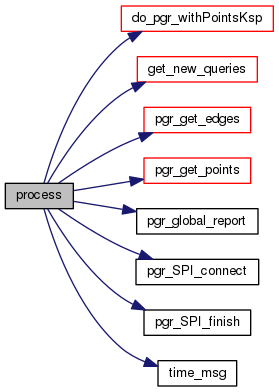 do_pgr_withPointsKsp
get_new_queries
pgr_get_edges
pgr_get_points
process
pgr_global_report
pgr_SPI_connect
pgr_SPI_finish
time_msg